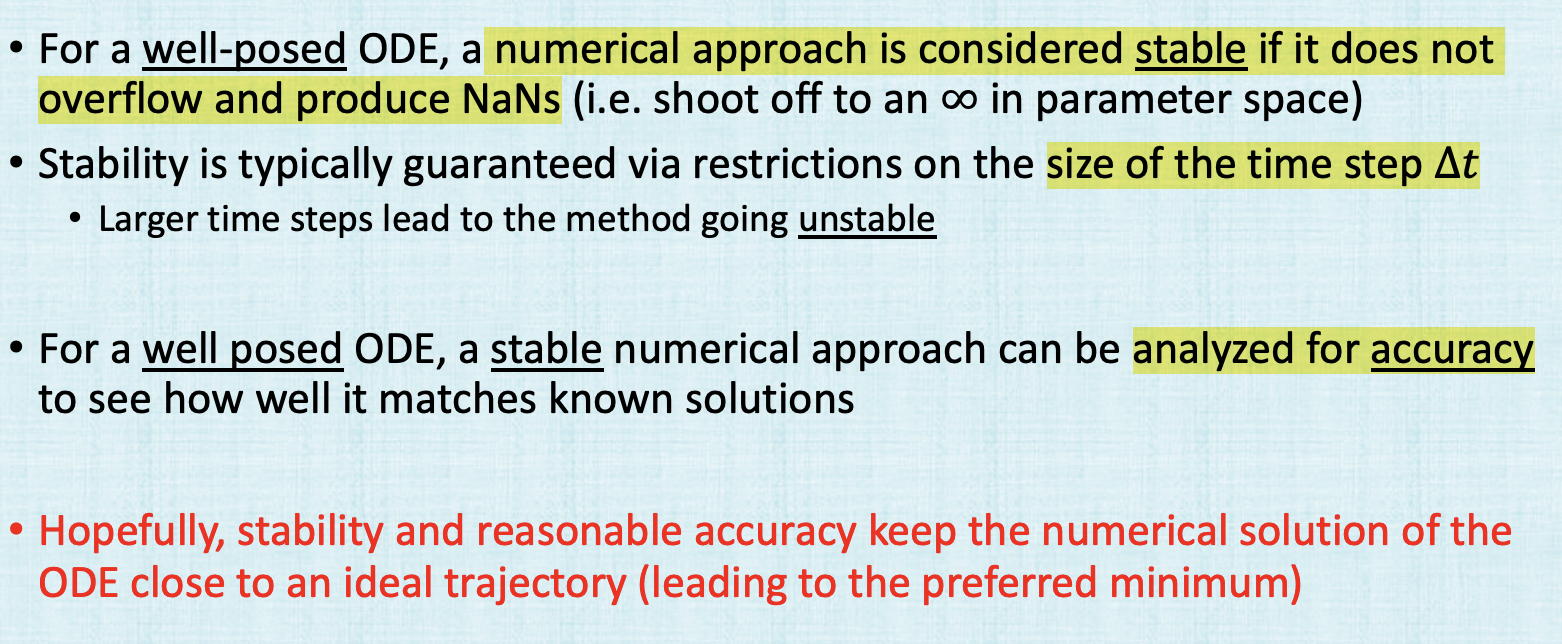 • For a well-posed ODE, a numerical approach is considered stable if it does not
overflow and produce NaNs (i.e. shoot off to an ∞ in parameter space)
• Stability is typically guaranteed via restrictions on the size of the time step Δt
• Larger time steps lead to the method going unstable
• For a well posed ODE, a stable numerical approach can be analyzed for accuracy
to see how well it matches known solutions
• Hopefully, stability and reasonable accuracy keep the numerical solution of the
ODE close to an ideal trajectory (leading to the preferred minimum)